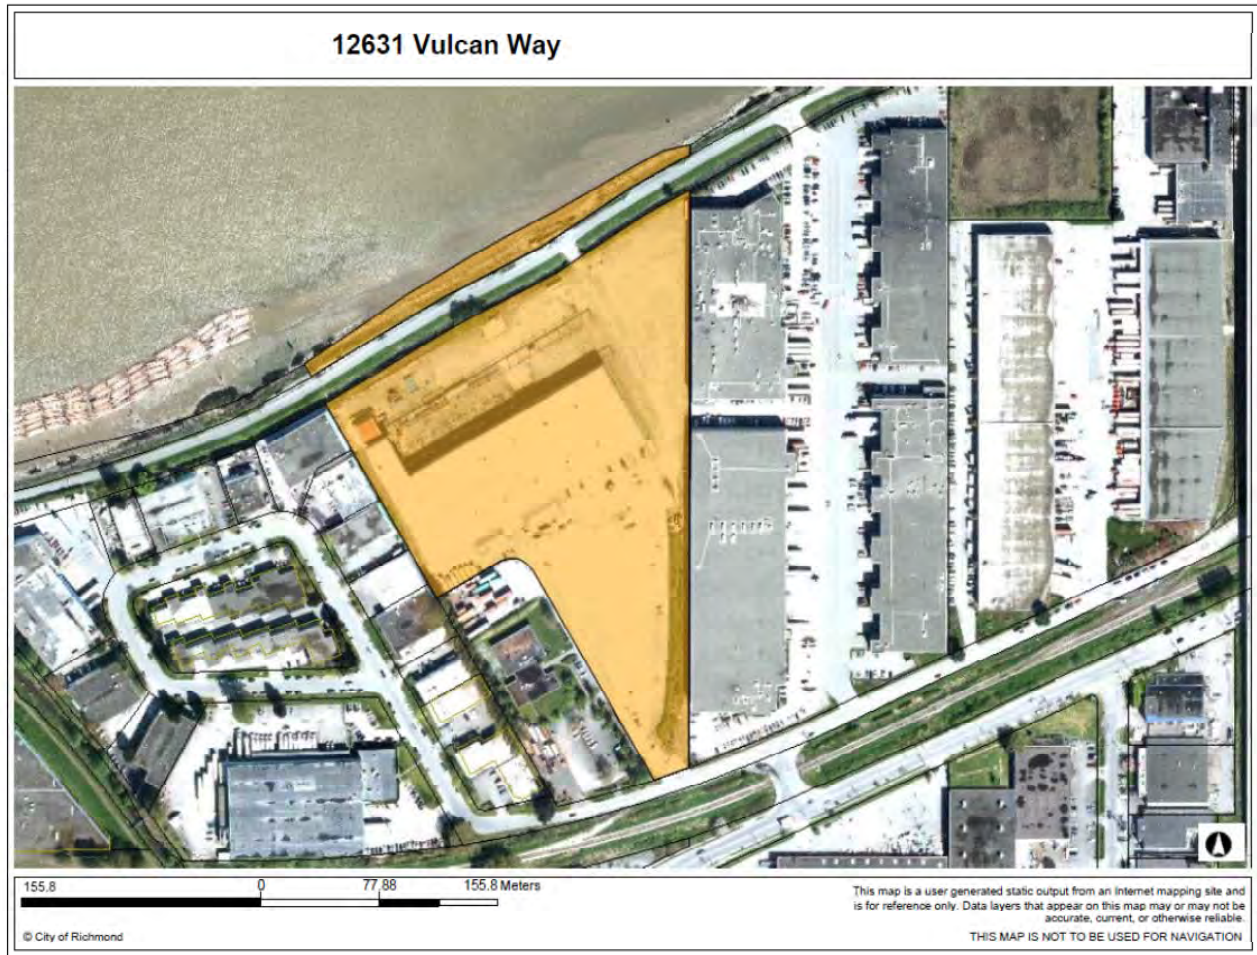 12631 Vulcan Way
155.8 0 77.88 155.8 Meters
This map is a user generated static output from an Internet mapping site and
is for reference only. Data layers that appear on this map may or may not be
accurate, current, or otherwise reliable.
© City of Richmond
THIS MAP IS NOT TO BE USED FOR NAVIGATION